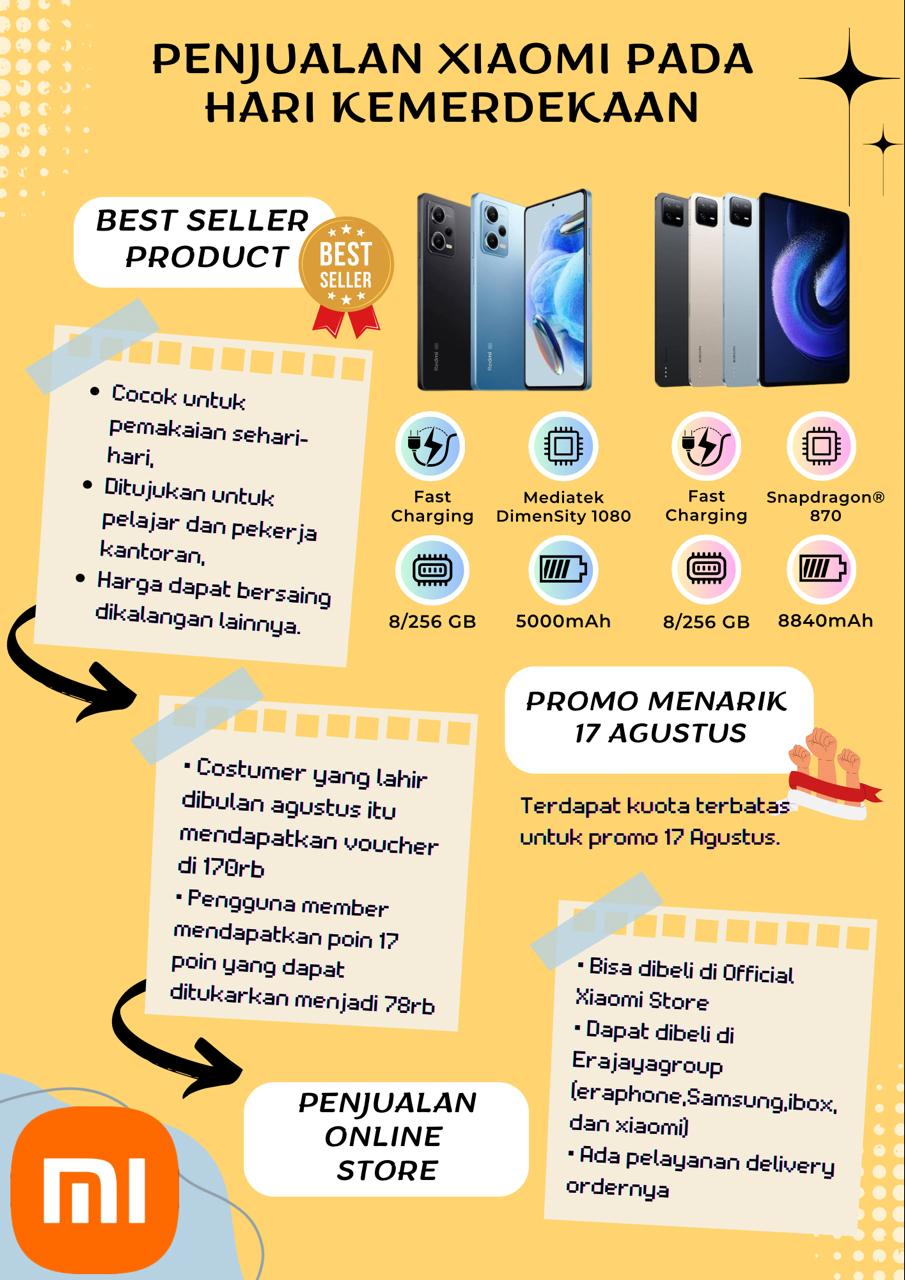 PENJUALAN XIAOMI PADA
HARI KEMERDEKAAN
BEST SELLER
PRODUCT
BEST
SELLER
• Cocok untuk
pemakaian sehari-
hari,
• Ditujukan untuk
pelajar dan pekerja
kantoran,
• Harga dapat bersaing
dikalangan lainnya.
Redmi
Redmi
xiaomi
xiaomi
Fast
Charging
Mediatek
DimenSity 1080
8/256 GB
5000mAh
Fast
Charging
Snapdragon®
870
8/256 GB
8840mAh
• Costumer yang lahir
dibulan agustus itu
mendapatkan voucher
di 170rb
• Pengguna member
mendapatkan poin 17
poin yang dapat
ditukarkan menjadi 78rb
PROMO MENARIK
17 AGUSTUS
Terdapat kuota terbatas
untuk promo 17 Agustus.
• Bisa dibeli di Official
Xiaomi Store
• Dapat dibeli di
Erajayagroup
(eraphone,Samsung,ibox,
dan xiaomi)
• Ada pelayanan delivery
ordernya
PENJUALAN
ONLINE
STORE
mi